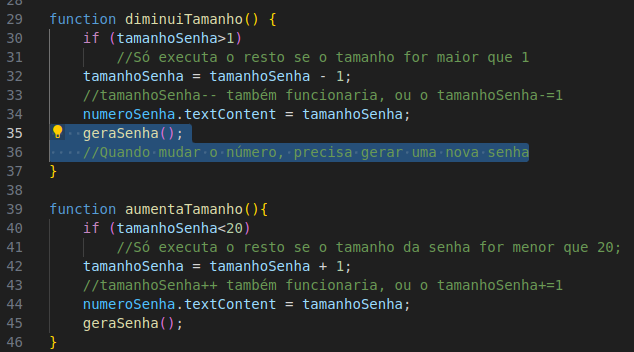 28
29 function diminuiTamanho() {
30 if (tamanhoSenha>1)
31 //Só executa o resto se o tamanho for maior que 1
32 tamanhoSenha = tamanhoSenha - 1;
33 //tamanhoSenha-- também funcionaria, ou o tamanhoSenha-=1
34 numeroSenha.textContent = tamanhoSenha;
35 geraSenha();
36 //Quando mudar o número, precisa gerar uma nova senha
37 }
38
39 function aumentaTamanho(){
40 if (tamanhoSenha<20)
41 //Só executa o resto se o tamanho da senha for menor que 20;
42 tamanhoSenha = tamanhoSenha + 1;
43 //tamanhoSenha++ também funcionaria, ou o tamanhoSenha+=1
44 numeroSenha.textContent = tamanhoSenha;
45 geraSenha();
46 }